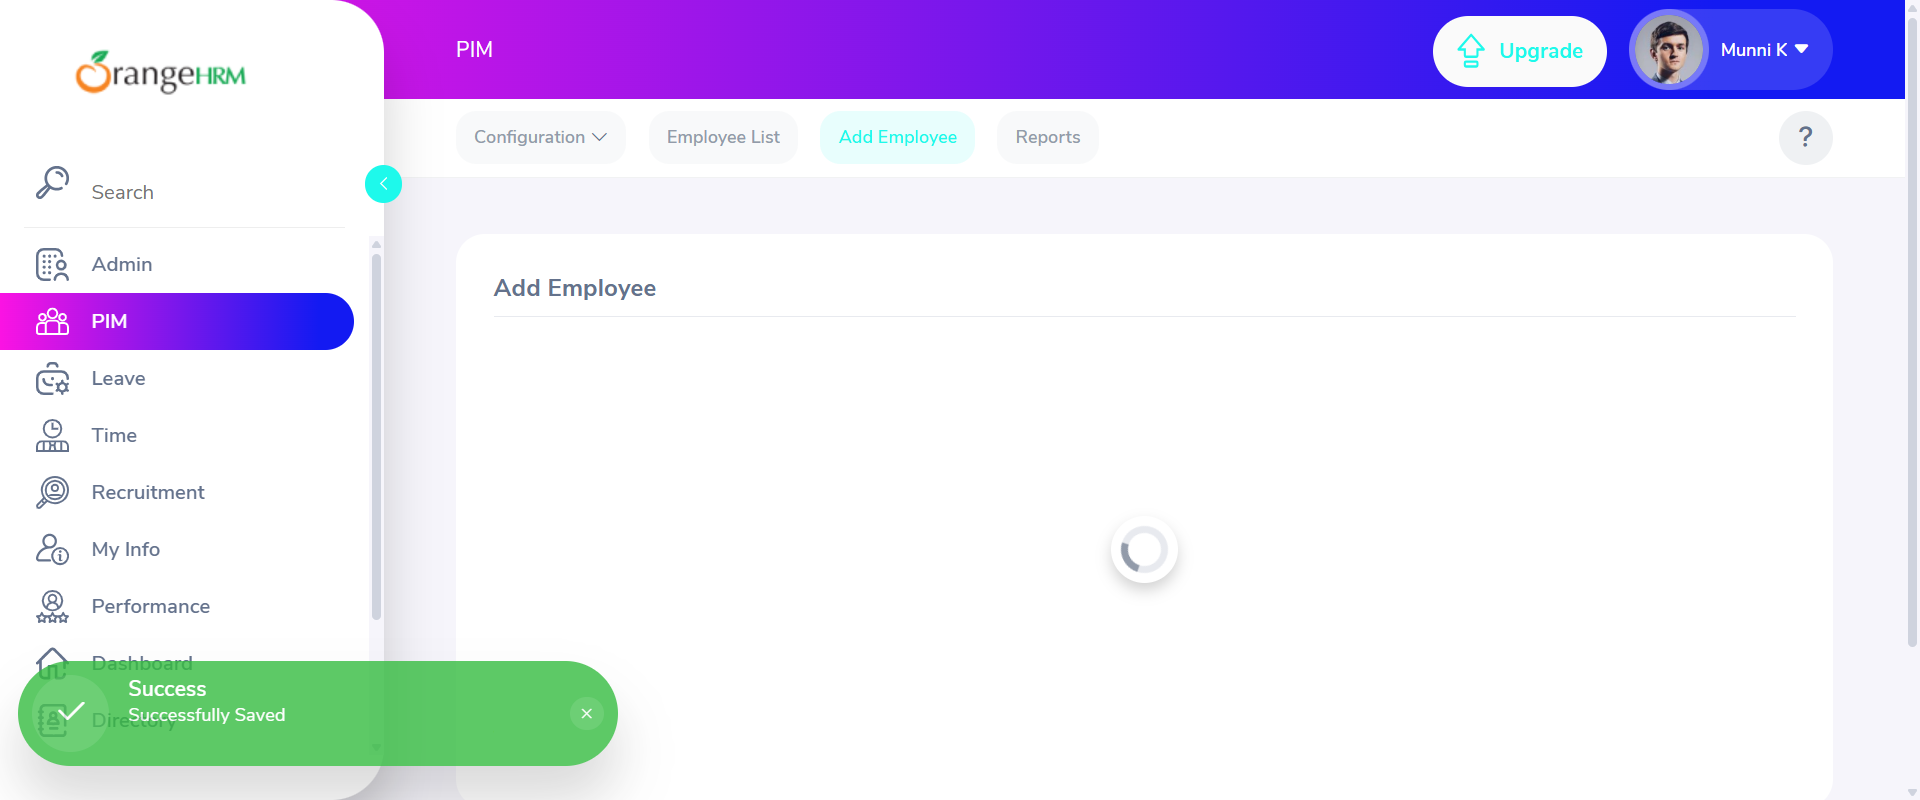 OrangeHRM
PIM
Upgrade
Munni K
Configuration
Employee List
Add Employee
Reports
?
Search
Admin
PIM
Leave
Time
Recruitment
My Info
Performance
Dashboard
Directory
Add Employee
Success
Successfully Saved